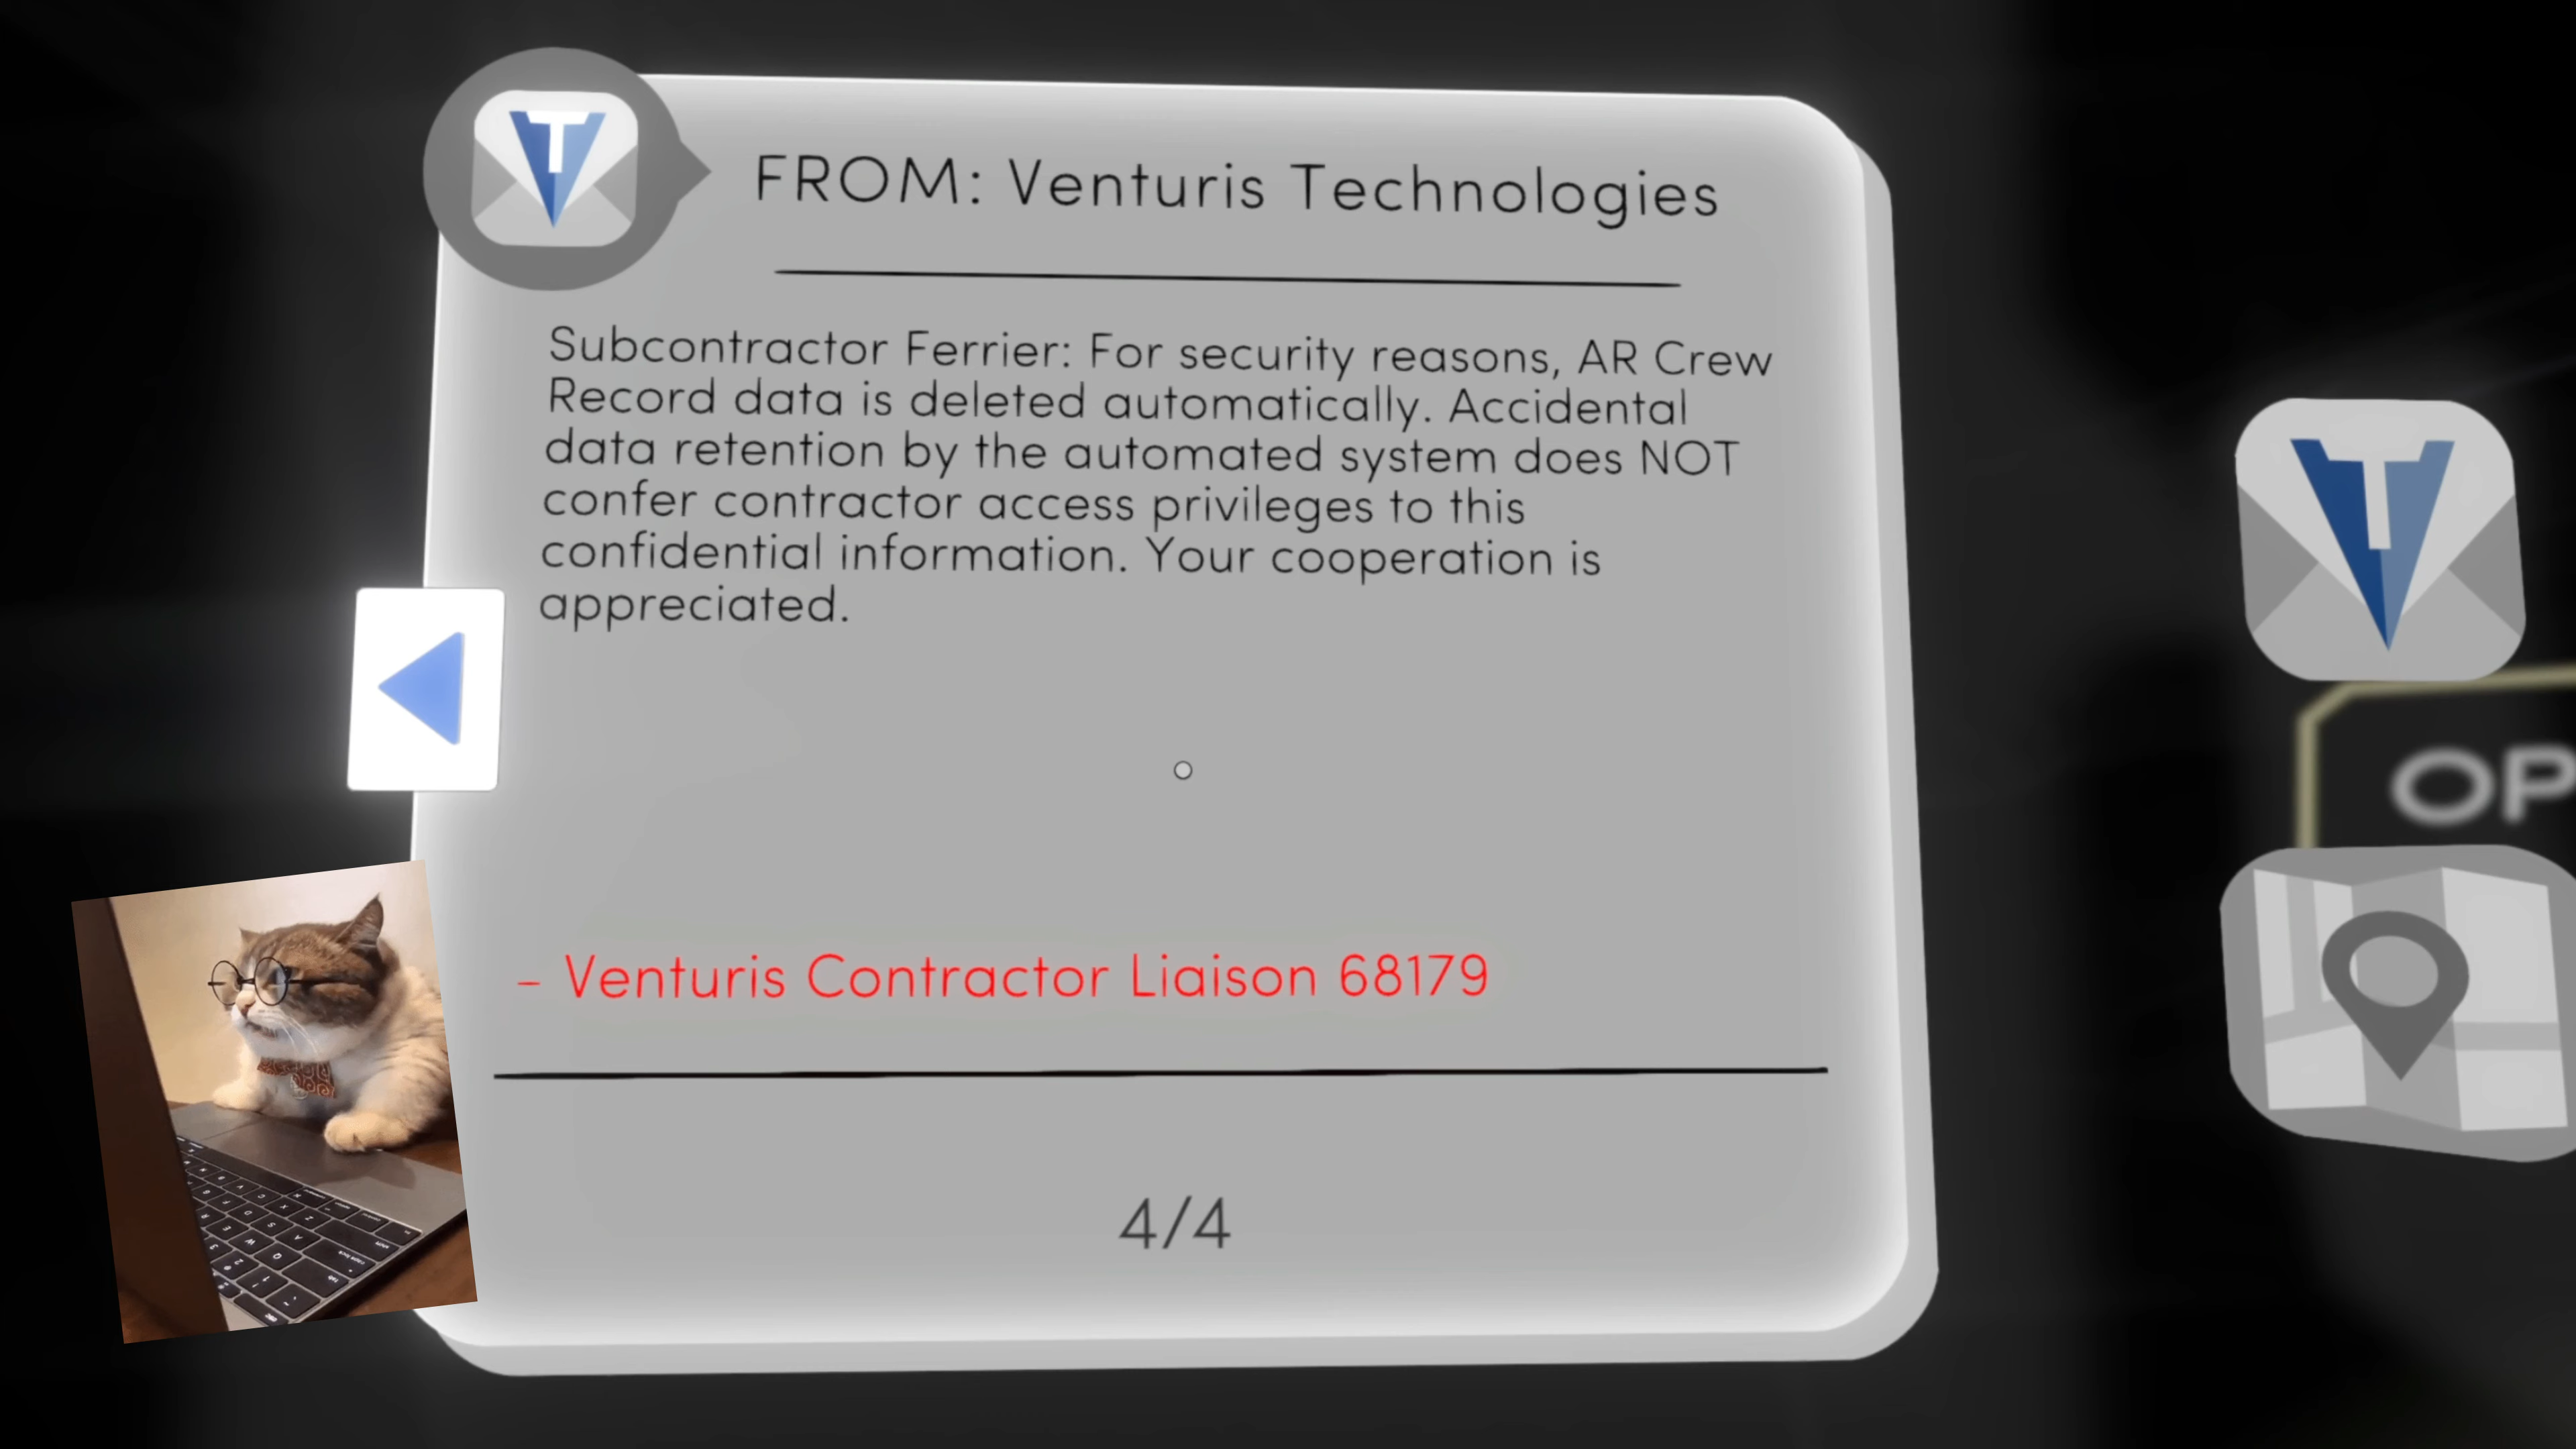 T
FROM: Venturis Technologies
Subcontractor Ferrier: For security reasons, AR Crew
Record data is deleted automatically. Accidental
data retention by the automated system does NOT
confer contractor access privileges to this
confidential information. Your cooperation is
appreciated.
– Venturis Contractor Liaison 68179
4/4
T
OP